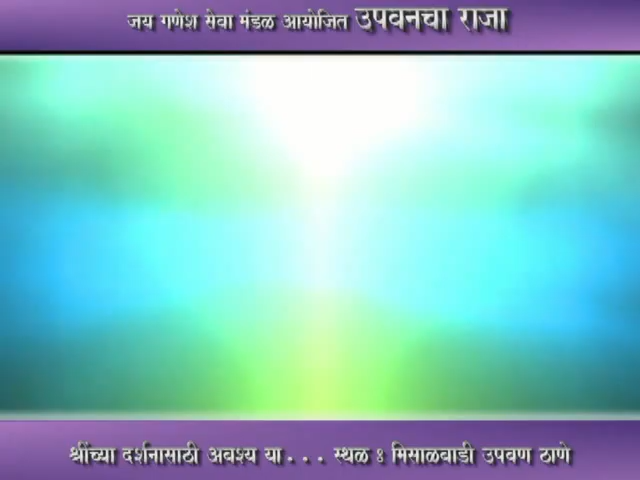 जय गणेश सेवा मंडळ आयोजित उपवनचा राजा
श्रींच्या दर्शनासाठी अवश्य या . . . स्थळ : मिसाळवाडी उपवण ठाणे